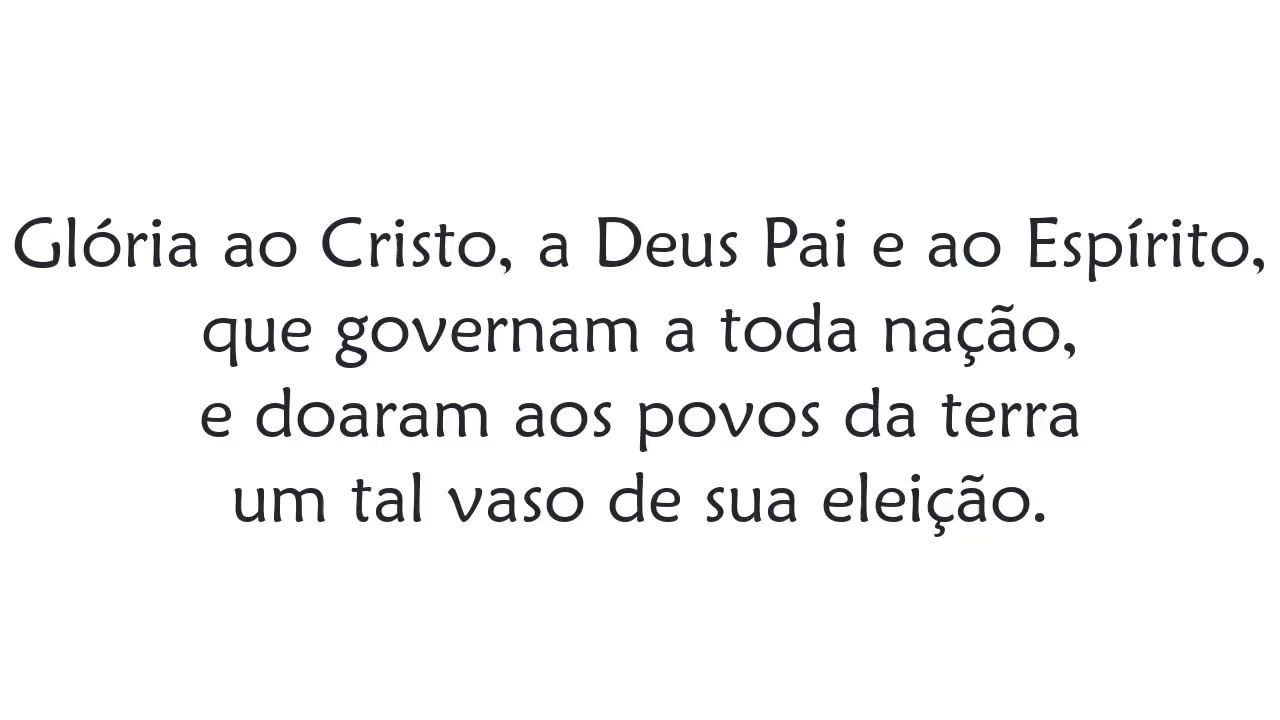 Glória ao Cristo, a Deus Pai e ao Espírito,
que governam a toda nação,
e doaram aos povos da terra
um tal vaso de sua eleição.